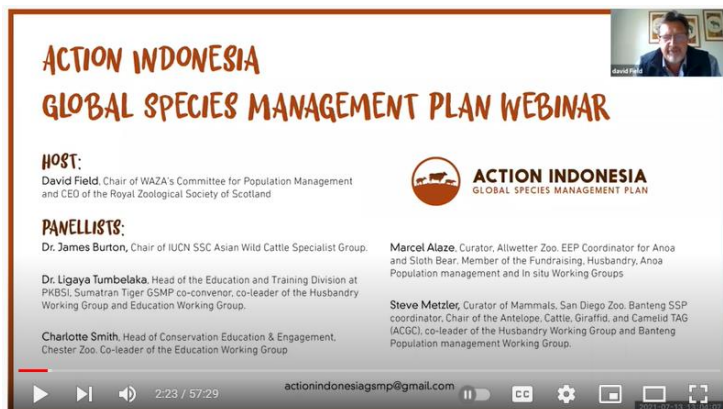 ACTION INDONESIA
GLOBAL SPECIES MANAGEMENT PLAN WEBINAR
david Field
HOST:
David Field, Chair of WAZA's Committee for Population Management
and CEO of the Royal Zoological Society of Scotland
ACTION INDONESIA
GLOBAL SPECIES MANAGEMENT PLAN
PANELLISTS:
Dr. James Burton, Chair of IUCN SSC Asian Wild Cattle Specialist Group.
Dr. Ligaya Tumbelaka, Head of the Education and Training Division at
PKBSI, Sumatran Tiger GSMP co-convenor, co-leader of the Husbandry
Working Group and Education Working Group.
Charlotte Smith, Head of Conservation Education & Engagement,
Chester Zoo. Co-leader of the Education Working Group
Marcel Alaze, Curator, Allwetter Zoo. EEP Coordinator for Anoa
and Sloth Bear. Member of the Fundraising, Husbandry, Anoa
Population management and In situ Working Groups
Steve Metzler, Curator of Mammals, San Diego Zoo. Banteng SSP
coordinator, Chair of the Antelope, Cattle, Giraffid, and Camelid TAG
(ACGC), co-leader of the Husbandry Working Group and Banteng
Population management Working Group.
actionindonesiagsmp@gmail.com
2:23 / 57:29
CC